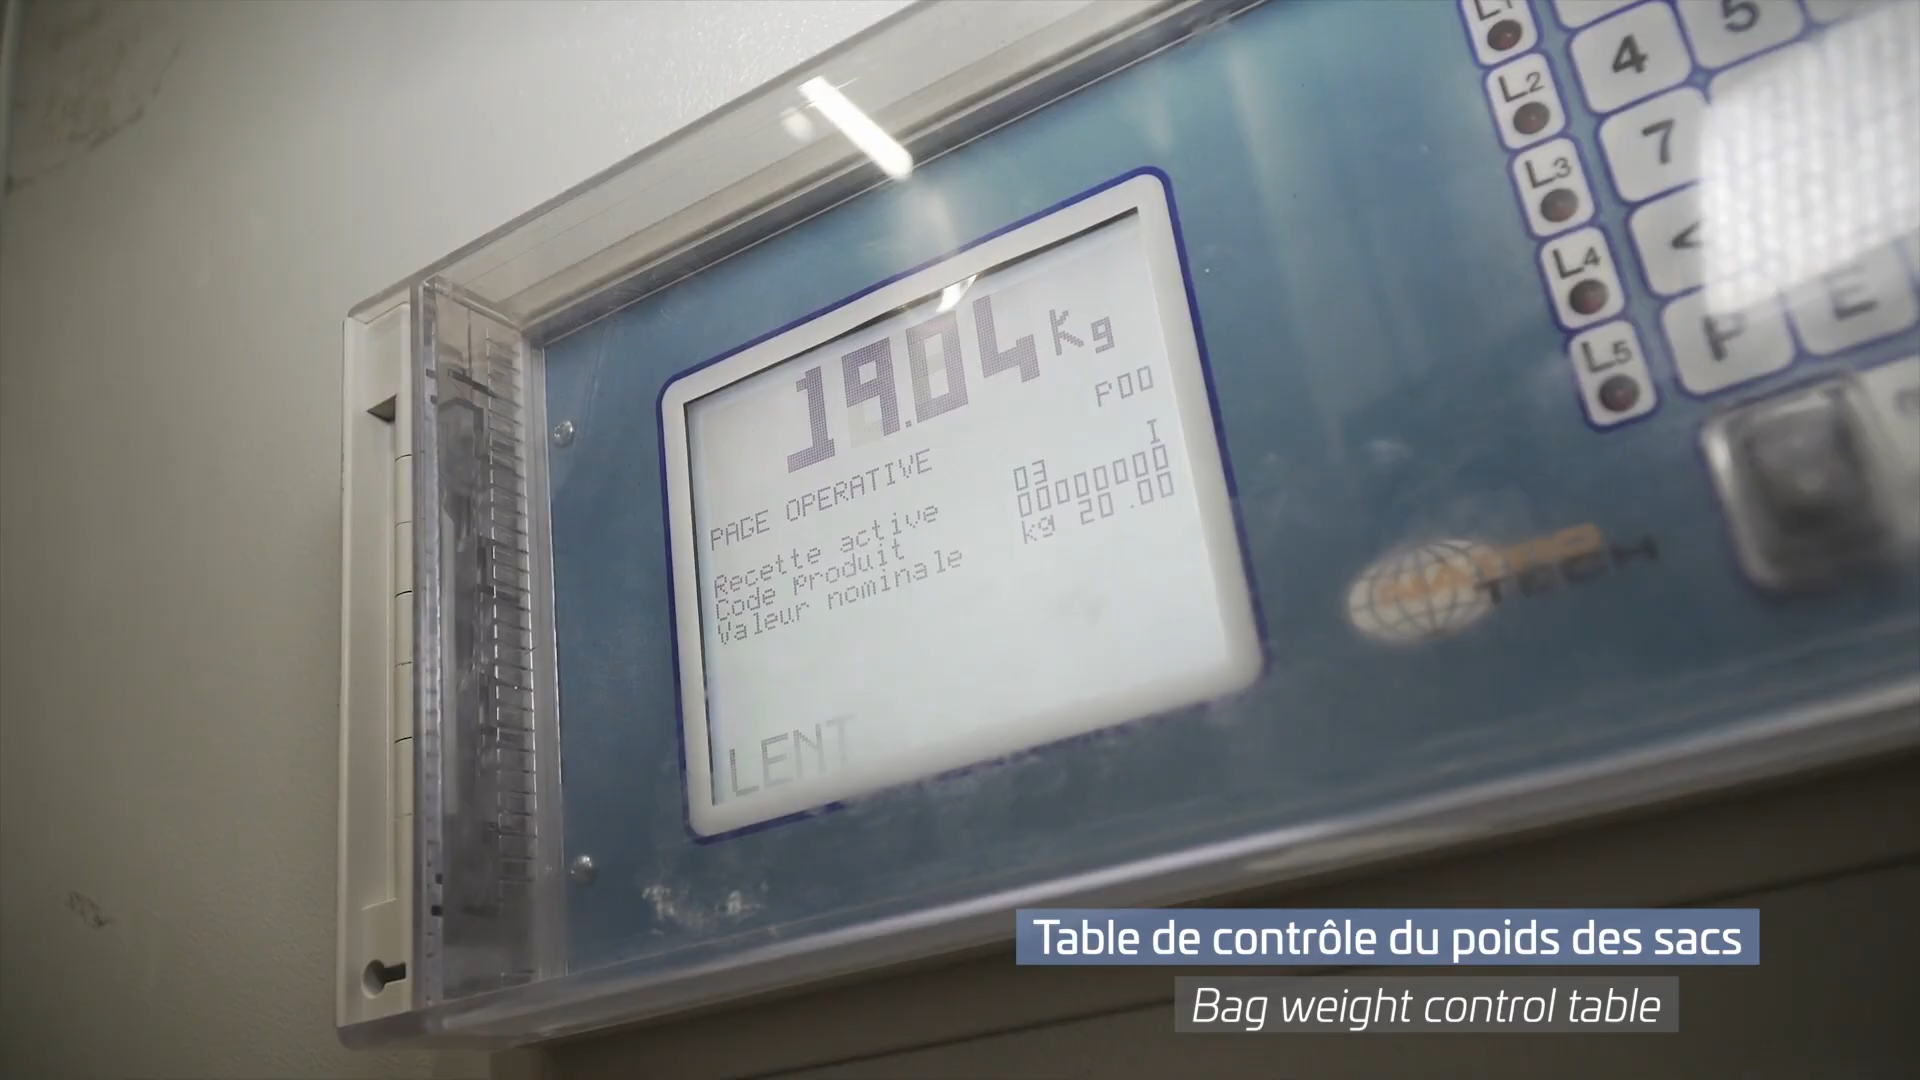 19.04 Kg
P00
I
PAGE OPERATIVE
Recette active 03
Code Produit 00000000
Valeur nominale kg 20.00
LENT
L1
L2
L3
L4
L5
4 5
7
<
P E
TECH
Table de contrôle du poids des sacs
Bag weight control table